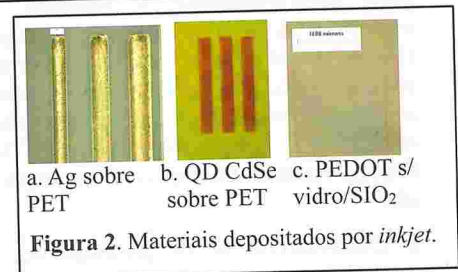 a. Ag sobre b. QD CdSe c. PEDOT s/
PET sobre PET vidro/SIO₂
Figura 2. Materiais depositados por inkjet.